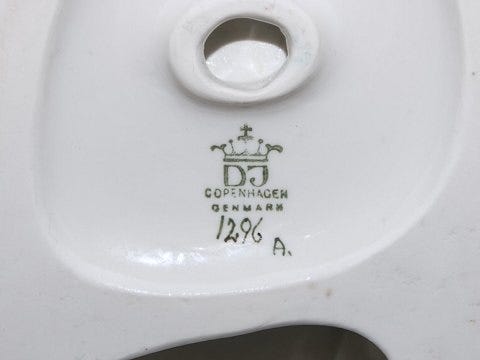 DJ
COPENHAGEN
DENMARK
1296
A.